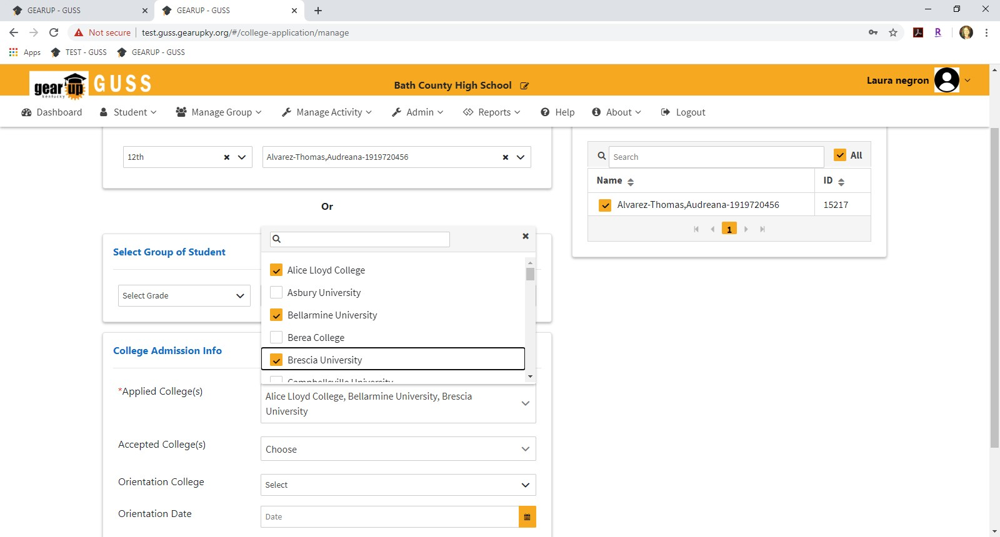 GEARUP - GUSS
GEARUP - GUSS
Not secure
test.guss.gearupky.org/#/college-application/manage
R
Apps
TEST - GUSS
GEARUP - GUSS
gear up
kentucky
GUSS
Bath County High School
Laura negron
Dashboard
Student
Manage Group
Manage Activity
Admin
Reports
Help
About
Logout
12th
Alvarez-Thomas,Audreana-1919720456
Search
All
Name
ID
Alvarez-Thomas,Audreana-1919720456
15217
1
Or
Select Group of Student
Select Grade
Alice Lloyd College
Asbury University
Bellarmine University
Berea College
Brescia University
Campbellsville University
College Admission Info
*Applied College(s)
Alice Lloyd College, Bellarmine University, Brescia
University
Accepted College(s)
Choose
Orientation College
Select
Orientation Date
Date